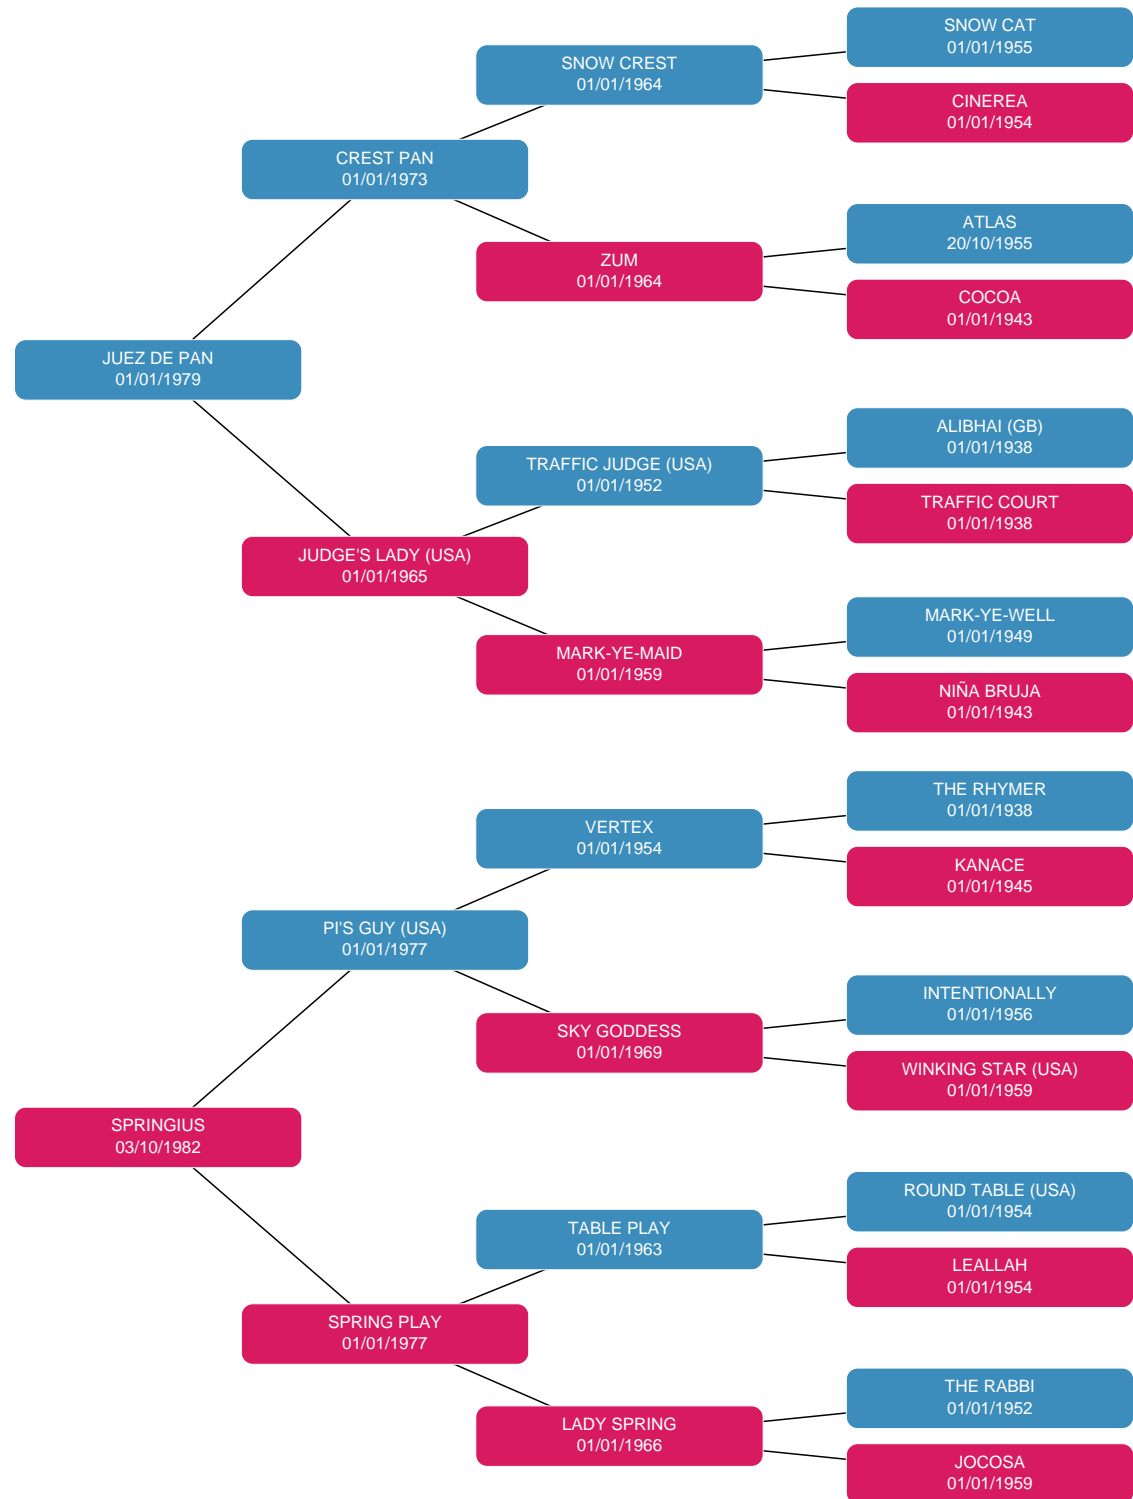 SNOW CAT
01/01/1955
SNOW CREST
01/01/1964
CINEREA
01/01/1954
CREST PAN
01/01/1973
ATLAS
20/10/1955
ZUM
01/01/1964
COCOA
01/01/1943
JUEZ DE PAN
01/01/1979
ALIBHAI (GB)
01/01/1938
TRAFFIC JUDGE (USA)
01/01/1952
TRAFFIC COURT
01/01/1938
JUDGE'S LADY (USA)
01/01/1965
MARK-YE-WELL
01/01/1949
MARK-YE-MAID
01/01/1959
NIÑA BRUJA
01/01/1943
THE RHYMER
01/01/1938
VERTEX
01/01/1954
KANACE
01/01/1945
PI'S GUY (USA)
01/01/1977
INTENTIONALLY
01/01/1956
SKY GODDESS
01/01/1969
WINKING STAR (USA)
01/01/1959
SPRINGIUS
03/10/1982
ROUND TABLE (USA)
01/01/1954
TABLE PLAY
01/01/1963
LEALLAH
01/01/1954
SPRING PLAY
01/01/1977
THE RABBI
01/01/1952
LADY SPRING
01/01/1966
JOCOSA
01/01/1959